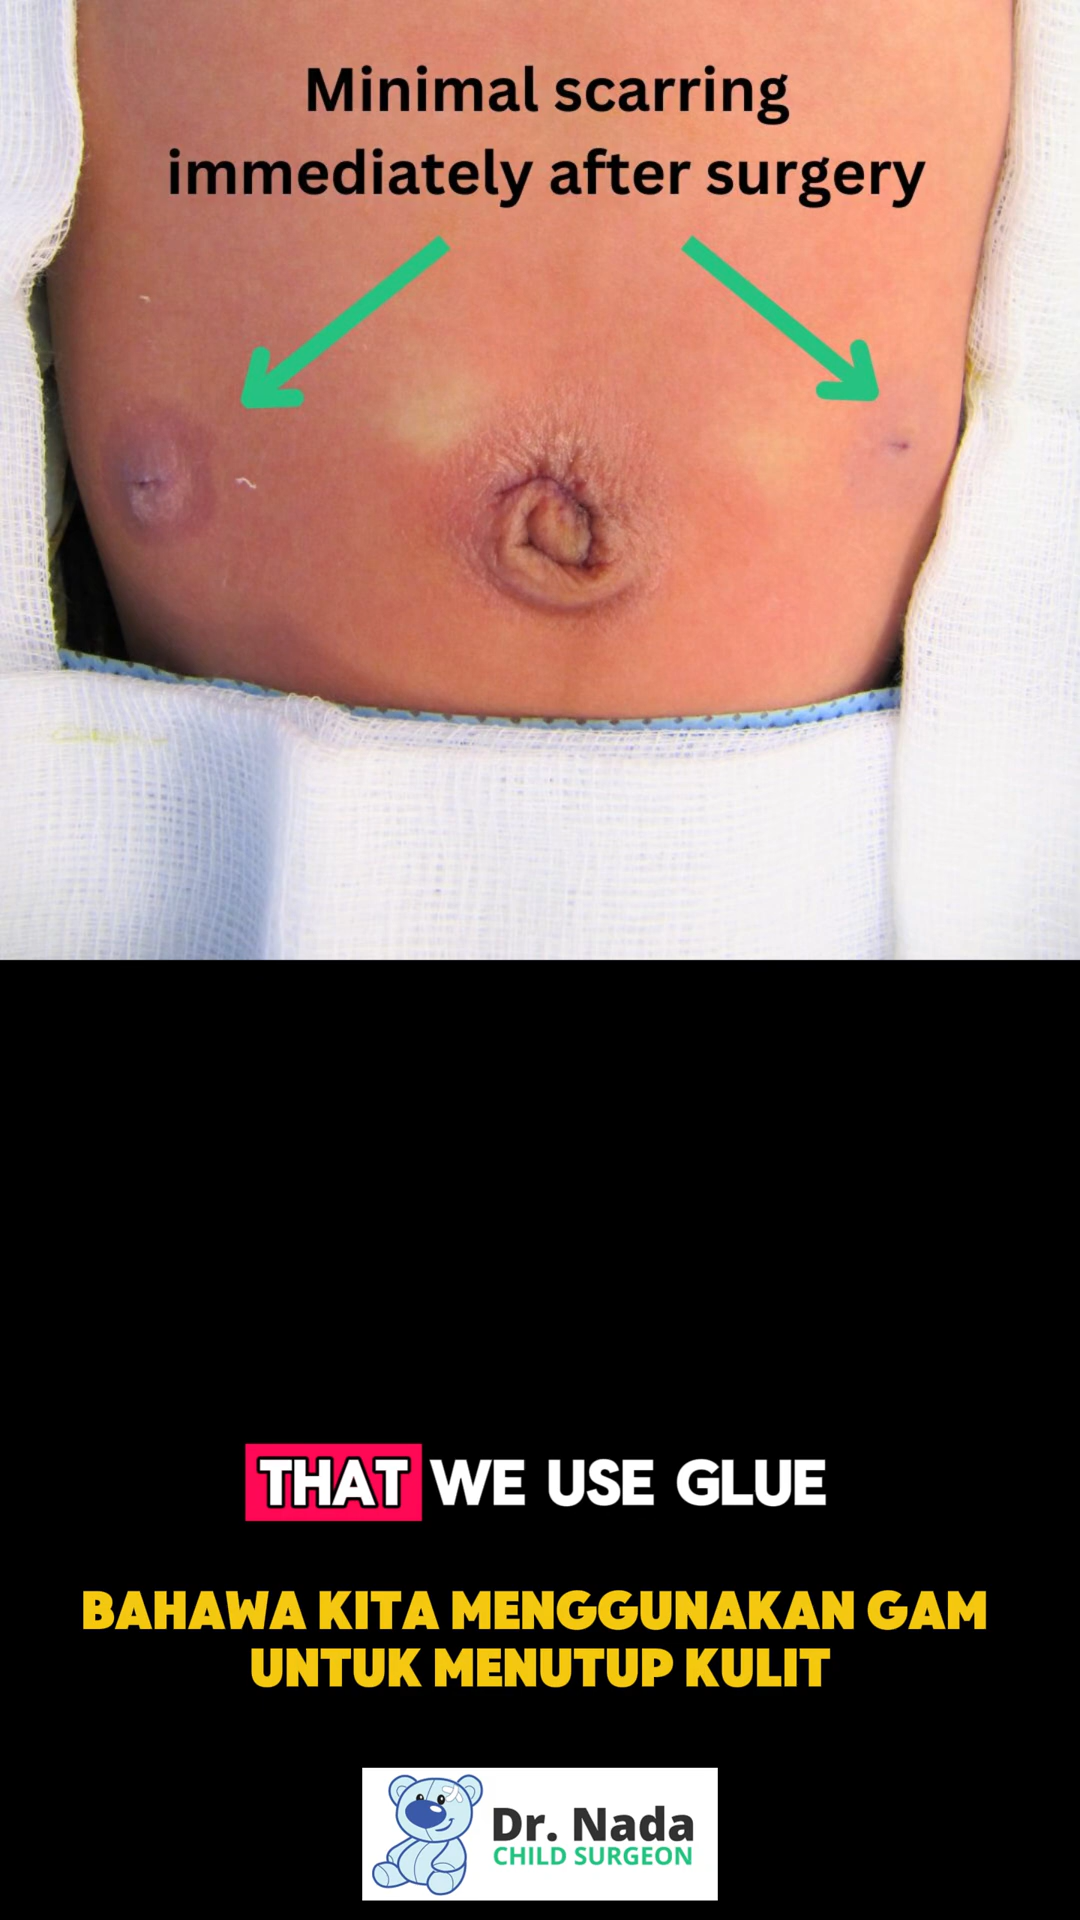 Minimal scarring
immediately after surgery
THAT WE USE GLUE
BAHAWA KITA MENGGUNAKAN GAM
UNTUK MENUTUP KULIT
Dr. Nada
CHILD SURGEON